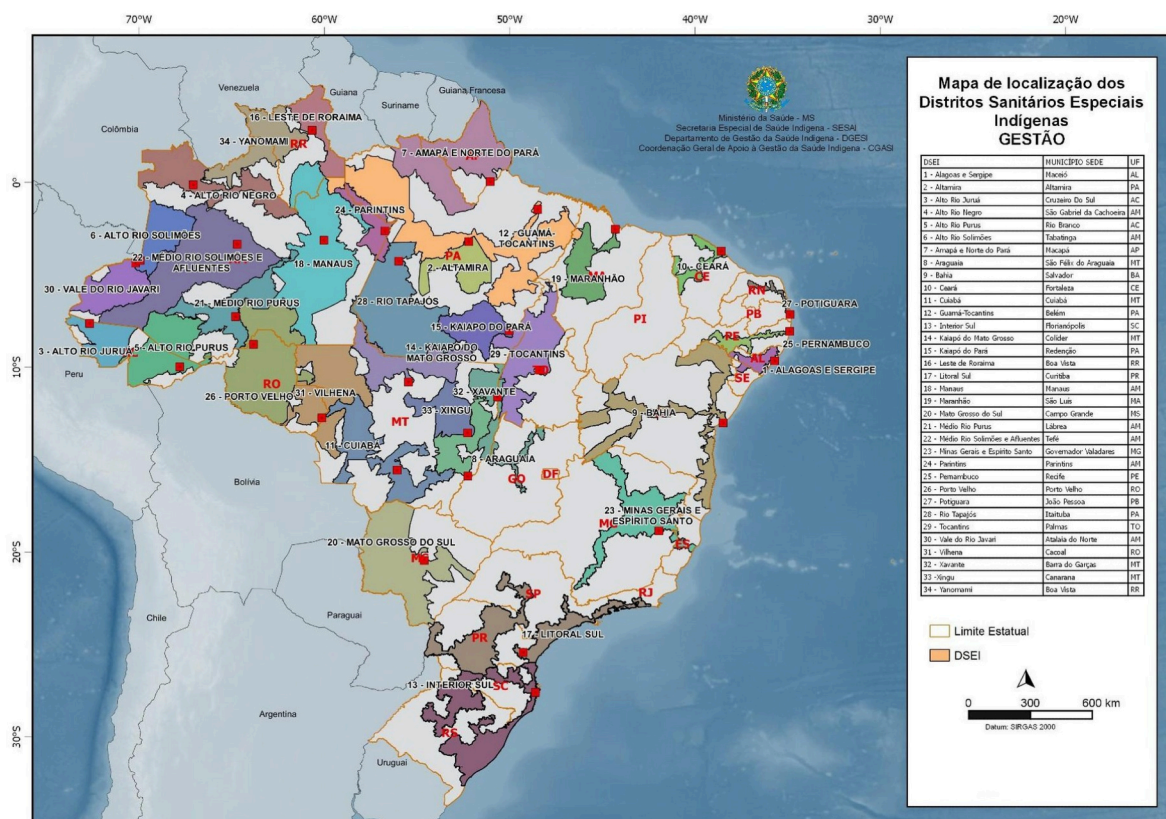 70°W 60°W 50°W 40°W 30°W 20°W
0°
10°S
20°S
30°S
Venezuela
Guiana
Suriname
Guiana Francesa
Colômbia
Peru
Bolívia
Chile
Paraguai
Argentina
Uruguai
16 - LESTE DE RORAIMA
34 - YANOMAMI
RR
7 - AMAPÁ E NORTE DO PARÁ
4 - ALTO RIO NEGRO
24 - PARINTINS
6 - ALTO RIO SOLIMÕES
22 - MÉDIO RIO SOLIMÕES E
AFLUENTES
12 - GUAMÁ-
TOCANTINS
PA
18 - MANAUS
2 - ALTAMIRA
19 - MARANHÃO
10 - CEARÁ
CE
30 - VALE DO RIO JAVARI
21 - MÉDIO RIO PURUS
28 - RIO TAPAJÓS
RN
27 - POTIGUARA
PB
PI
15 - KAIAPÓ DO PARÁ
3 - ALTO JURUÁ
5 - ALTO RIO PURUS
14 - KAIAPÓ DO
MATO GROSSO
29 - TOCANTINS
PE
25 - PERNAMBUCO
AL
1 - ALAGOAS E SERGIPE
SE
RO
26 - PORTO VELHO
31 - VILHENA
32 - XAVANTE
33 - XINGU
MT
9 - BAHIA
11 - CUIABÁ
8 - ARAGUAIA
GO
DF
23 - MINAS GERAIS E
ESPÍRITO SANTO
MG
ES
20 - MATO GROSSO DO SUL
MS
SP
RJ
PR
17 - LITORAL SUL
13 - INTERIOR SUL
SC
RS
Ministério da Saúde - MS
Secretaria Especial de Saúde Indígena - SESAI
Departamento de Gestão da Saúde Indígena - DGESI
Coordenação Geral de Apoio à Gestão da Saúde Indígena - CGASI
Mapa de localização dos
Distritos Sanitários Especiais
Indígenas
GESTÃO
DSEI MUNICÍPIO SEDE UF
1 - Alagoas e Sergipe Maceió AL
2 - Altamira Altamira PA
3 - Alto Rio Juruá Cruzeiro Do Sul AC
4 - Alto Rio Negro São Gabriel da Cachoeira AM
5 - Alto Rio Purus Rio Branco AC
6 - Alto Rio Solimões Tabatinga AM
7 - Amapá e Norte do Pará Macapá AP
8 - Araguaia São Félix do Araguaia MT
9 - Bahia Salvador BA
10 - Ceará Fortaleza CE
11 - Cuiabá Cuiabá MT
12 - Guamá-Tocantins Belém PA
13 - Interior Sul Florianópolis SC
14 - Kaiapó do Mato Grosso Colíder MT
15 - Kaiapó do Pará Redenção PA
16 - Leste de Roraima Boa Vista RR
17 - Litoral Sul Curitiba PR
18 - Manaus Manaus AM
19 - Maranhão São Luis MA
20 - Mato Grosso do Sul Campo Grande MS
21 - Médio Rio Purus Lábrea AM
22 - Médio Rio Solimões e Afluentes Tefé AM
23 - Minas Gerais e Espírito Santo Governador Valadares MG
24 - Parintins Parintins AM
25 - Pernambuco Recife PE
26 - Porto Velho Porto Velho RO
27 - Potiguara João Pessoa PB
28 - Rio Tapajós Itaituba PA
29 - Tocantins Palmas TO
30 - Vale do Rio Javari Atalaia do Norte AM
31 - Vilhena Cacoal RO
32 - Xavante Barra do Garças MT
33 -Xingu Canarana MT
34 - Yanomami Boa Vista RR
Limite Estatual
DSEI
0 300 600 km
Datum: SIRGAS 2000